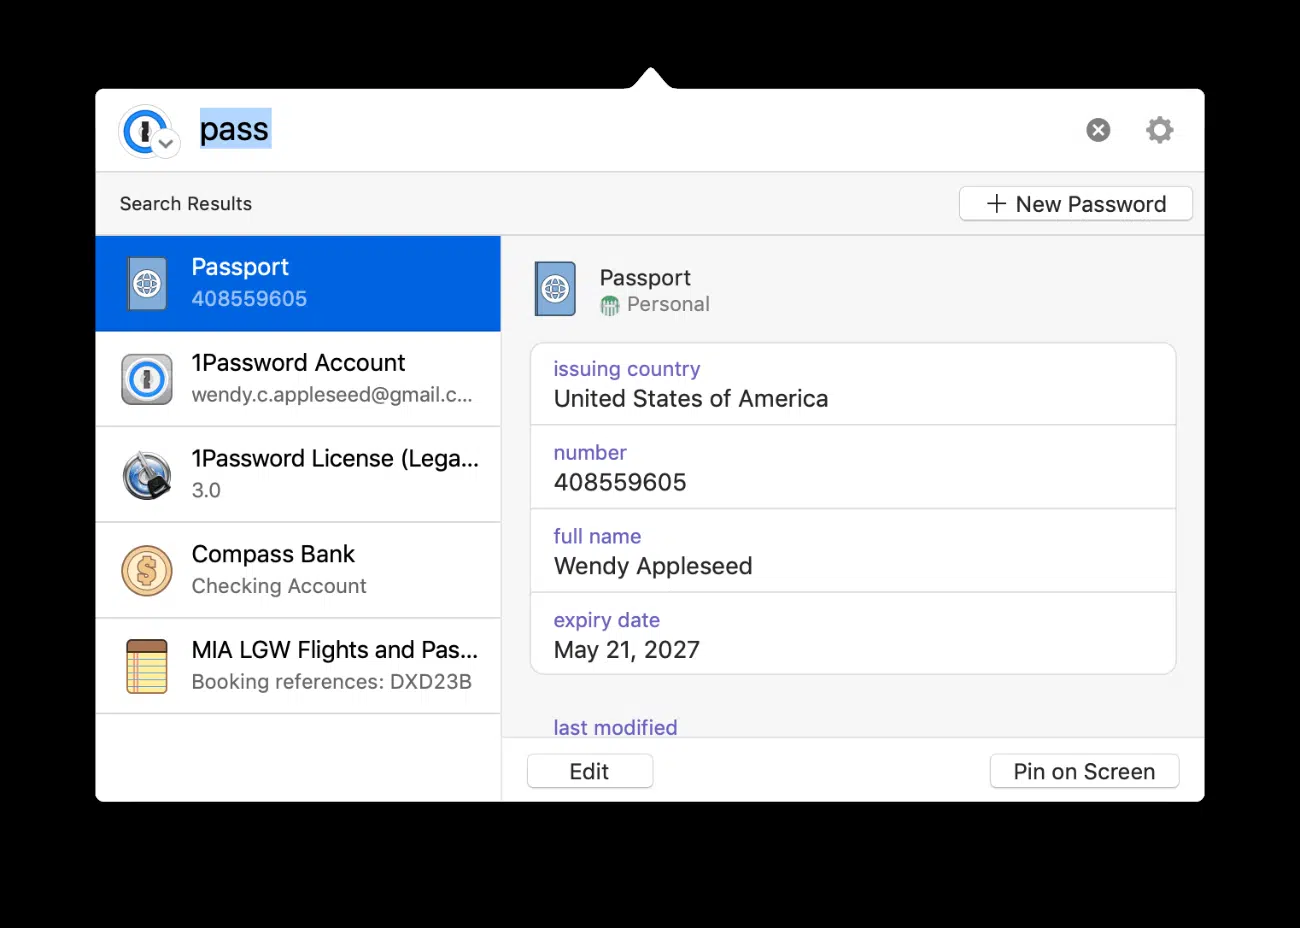 pass
Search Results
+ New Password
Passport
408559605
1Password Account
wendy.c.appleseed@gmail.c...
1Password License (Lega...
3.0
Compass Bank
Checking Account
MIA LGW Flights and Pas...
Booking references: DXD23B
Passport
Personal
issuing country
United States of America
number
408559605
full name
Wendy Appleseed
expiry date
May 21, 2027
last modified
Edit
Pin on Screen